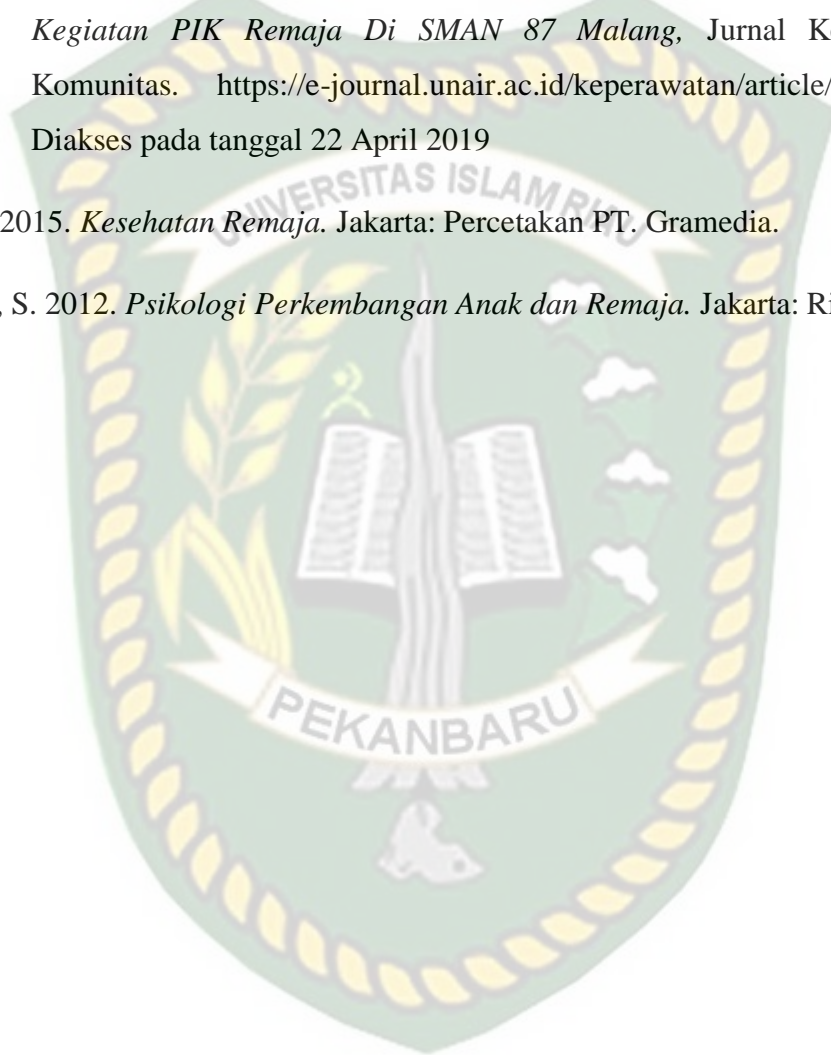 Kegiatan PIK Remaja Di SMAN 87 Malang, Jurnal
Komunitas. https://e-journal.unair.ac.id/keperawatan/article/
Diakses pada tanggal 22 April 2019
UNIVERSITAS ISLAM RIAU
2015. Kesehatan Remaja. Jakarta: Percetakan PT. Gramedia.
S. 2012. Psikologi Perkembangan Anak dan Remaja. Jakarta:
PEKANBARU